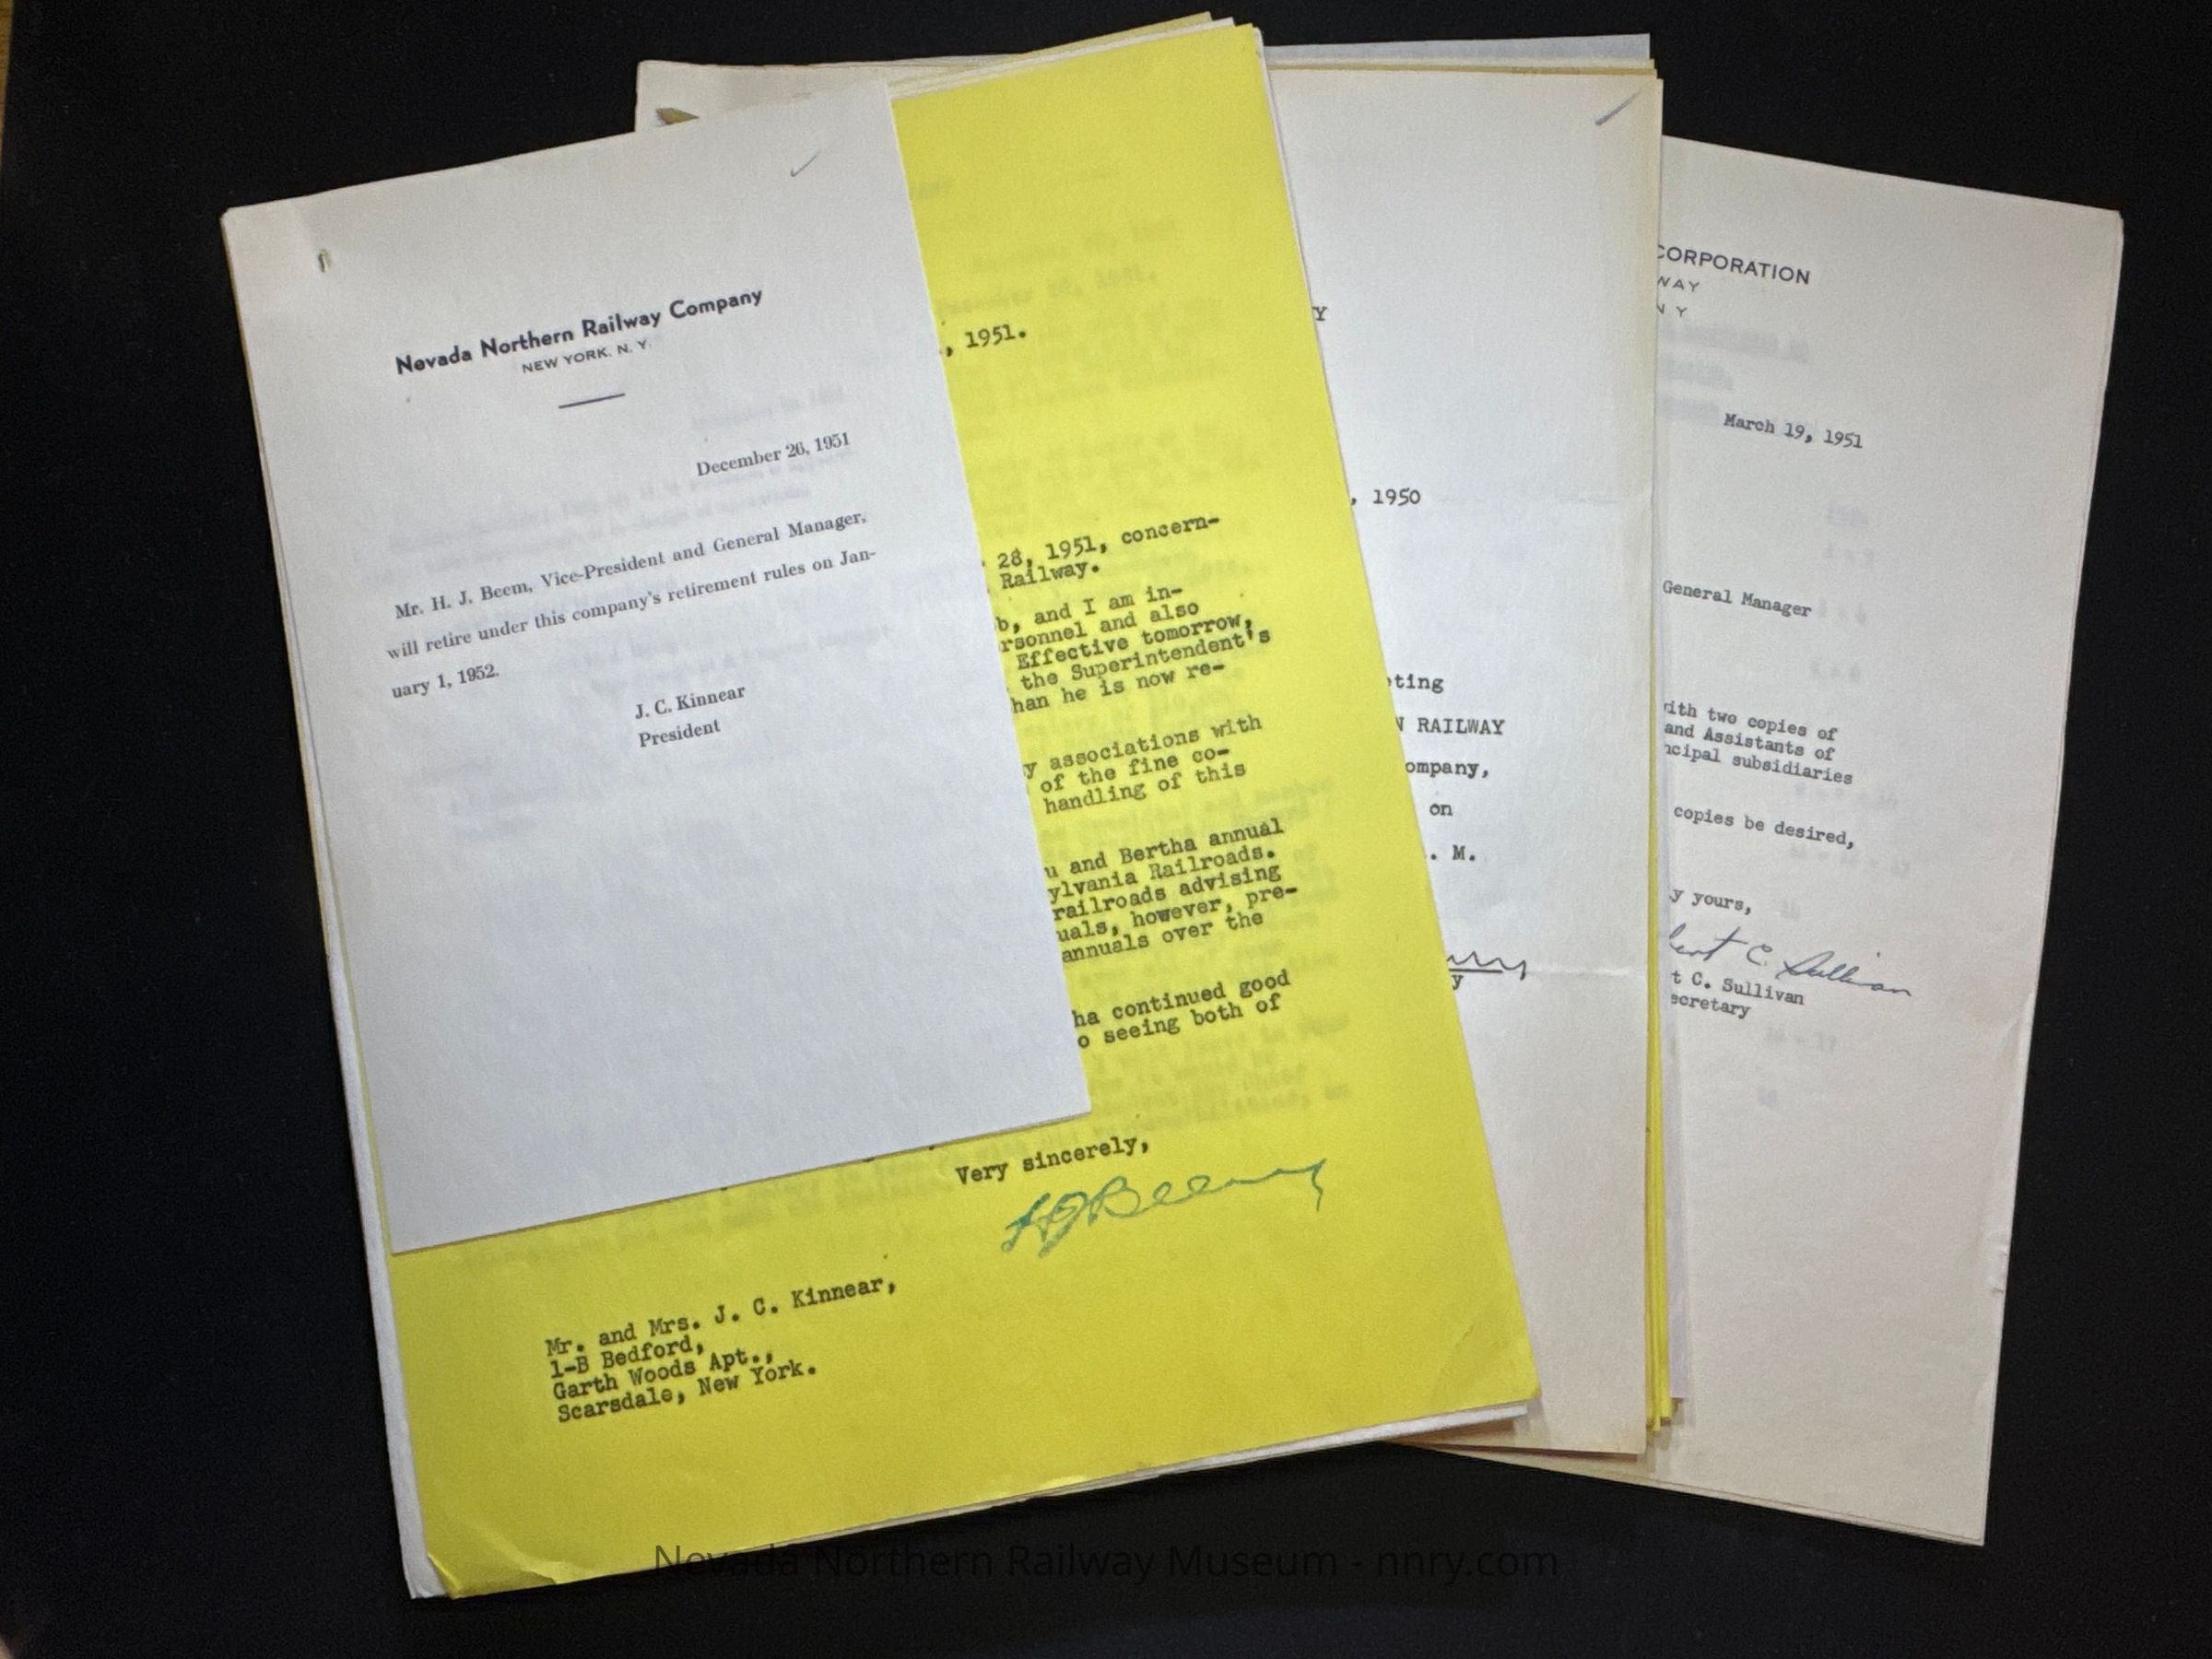 Nevada Northern Railway Company
NEW YORK, N. Y.
December 26, 1951
Mr. H. J. Beem, Vice-President and General Manager,
will retire under this company's retirement rules on Jan-
uary 1, 1952.
J. C. Kinnear
President
, 1951.
28, 1951, concern-
Railway.
b, and I am in-
rsonnel and also
Effective tomorrow,
the Superintendent's
han he is now re-
y associations with
of the fine co-
handling of this
u and Bertha annual
ylvania Railroads.
railroads advising
uals, however, pre-
annuals over the
ha continued good
o seeing both of
Very sincerely,
HJBeem
Mr. and Mrs. J. C. Kinnear,
1-B Bedford,
Garth Woods Apt.,
Scarsdale, New York.
Y
, 1950
eting
N RAILWAY
ompany,
on
. M.
y
CORPORATION
WAY
N Y
March 19, 1951
General Manager
with two copies of
and Assistants of
ncipal subsidiaries
copies be desired,
y yours,
bert C. Sullivan
t C. Sullivan
ecretary
Nevada Northern Railway Museum - nnry.com